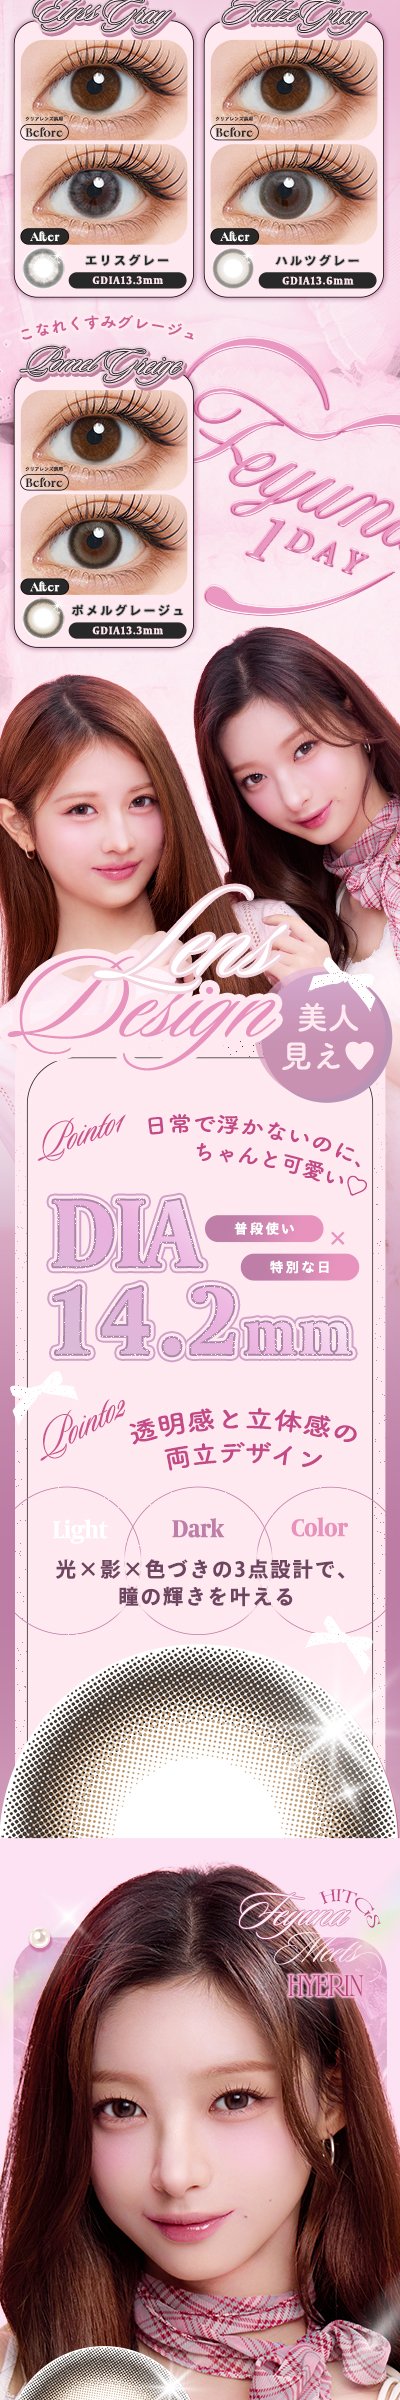 Elyss Gray
Halze Gray
クリアレンズ装用
Before
クリアレンズ装用
Before
After
After
エリスグレー
GDIA13.3mm
ハルツグレー
GDIA13.6mm
こなれくすみグレージュ
Pomel Greige
クリアレンズ装用
Before
After
ポメルグレージュ
GDIA13.3mm
Feyuna
1DAY
Lens
Design
美人
見え♥
Point01
日常で浮かないのに、
ちゃんと可愛い♡
DIA
普段使い
×
特別な日
14.2mm
Point02
透明感と立体感の
両立デザイン
Light
Dark
Color
光×影×色づきの3点設計で、
瞳の輝きを叶える
HITGS
Feyuna
Meets
HYERIN